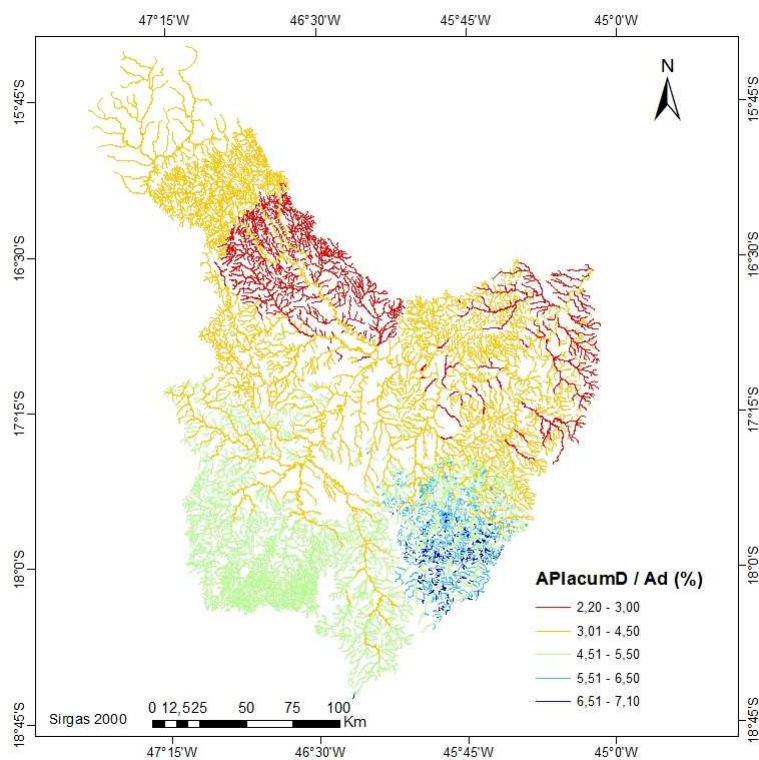 47°15'W 46°30'W 45°45'W 45°0'W
N
15°45'S 15°45'S
16°30'S 16°30'S
17°15'S 17°15'S
18°0'S 18°0'S
18°45'S 18°45'S
APlacumD / Ad (%)
2,20 - 3,00
3,01 - 4,50
4,51 - 5,50
5,51 - 6,50
6,51 - 7,10
Sirgas 2000
0 12,525 50 75 100
Km
47°15'W 46°30'W 45°45'W 45°0'W